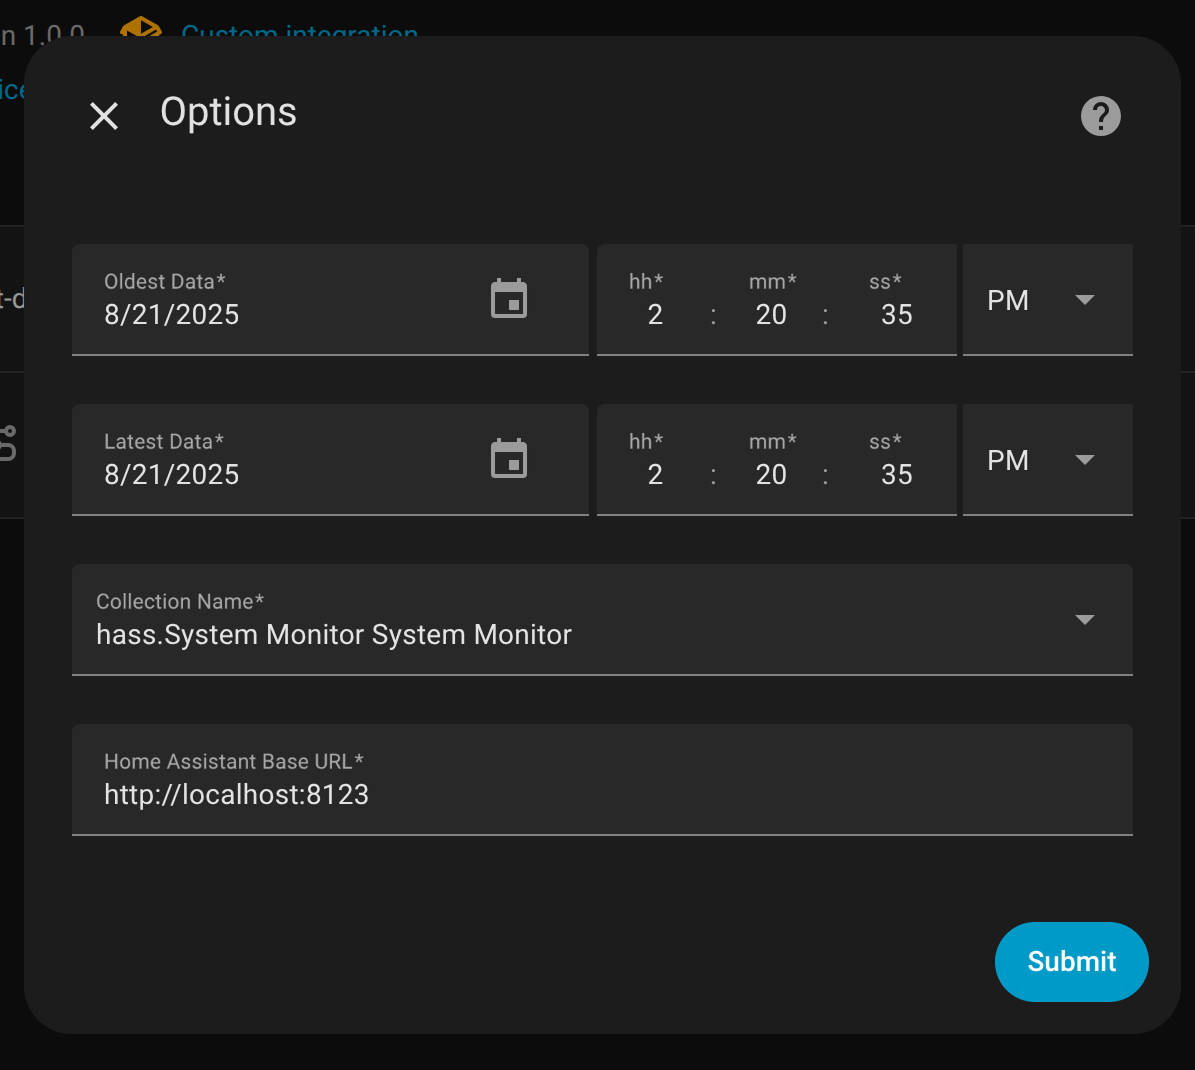 n 1.0.0 Custom integration
ice
Options
Oldest Data*
8/21/2025
hh* mm* ss*
2 : 20 : 35
PM
t-d
Latest Data*
8/21/2025
hh* mm* ss*
2 : 20 : 35
PM
Collection Name*
hass.System Monitor System Monitor
Home Assistant Base URL*
http://localhost:8123
Submit